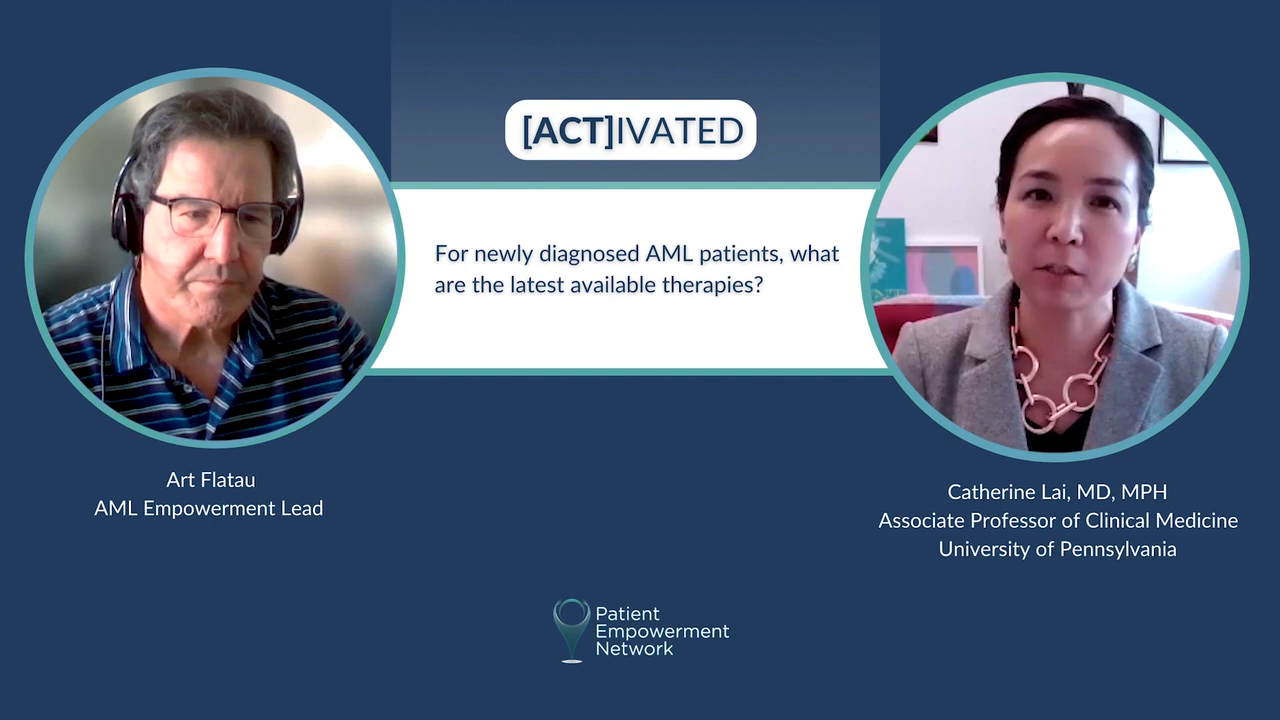 [ACT]IVATED
For newly diagnosed AML patients, what
are the latest available therapies?
Art Flatau
AML Empowerment Lead
Catherine Lai, MD, MPH
Associate Professor of Clinical Medicine
University of Pennsylvania
Patient
Empowerment
Network